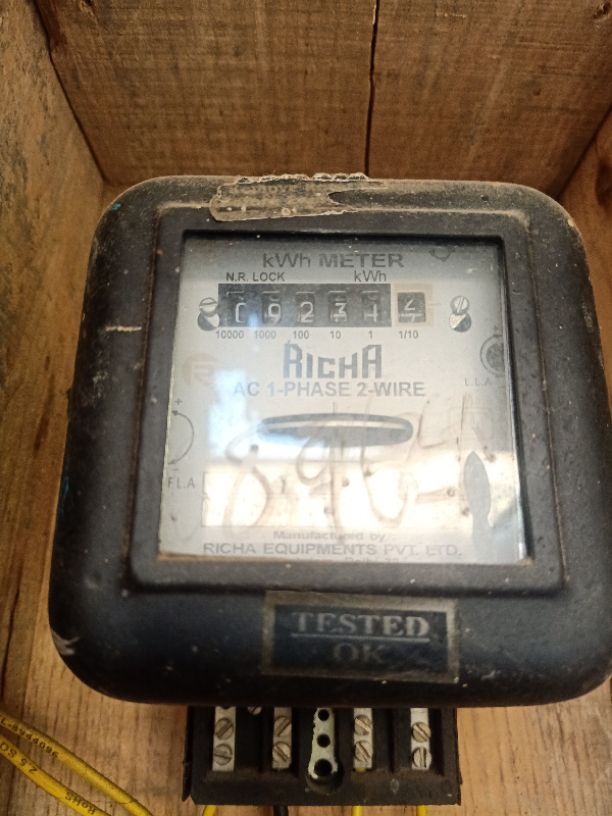 kWh METER
N.R. LOCK kWh
0 9 2 3 1
10000 1000 100 10 1 1/10
RICHA
AC 1-PHASE 2-WIRE
L.L.A
F.L.A
Manufactured by
RICHA EQUIPMENTS PVT. LTD.
TESTED
OK
RoHS